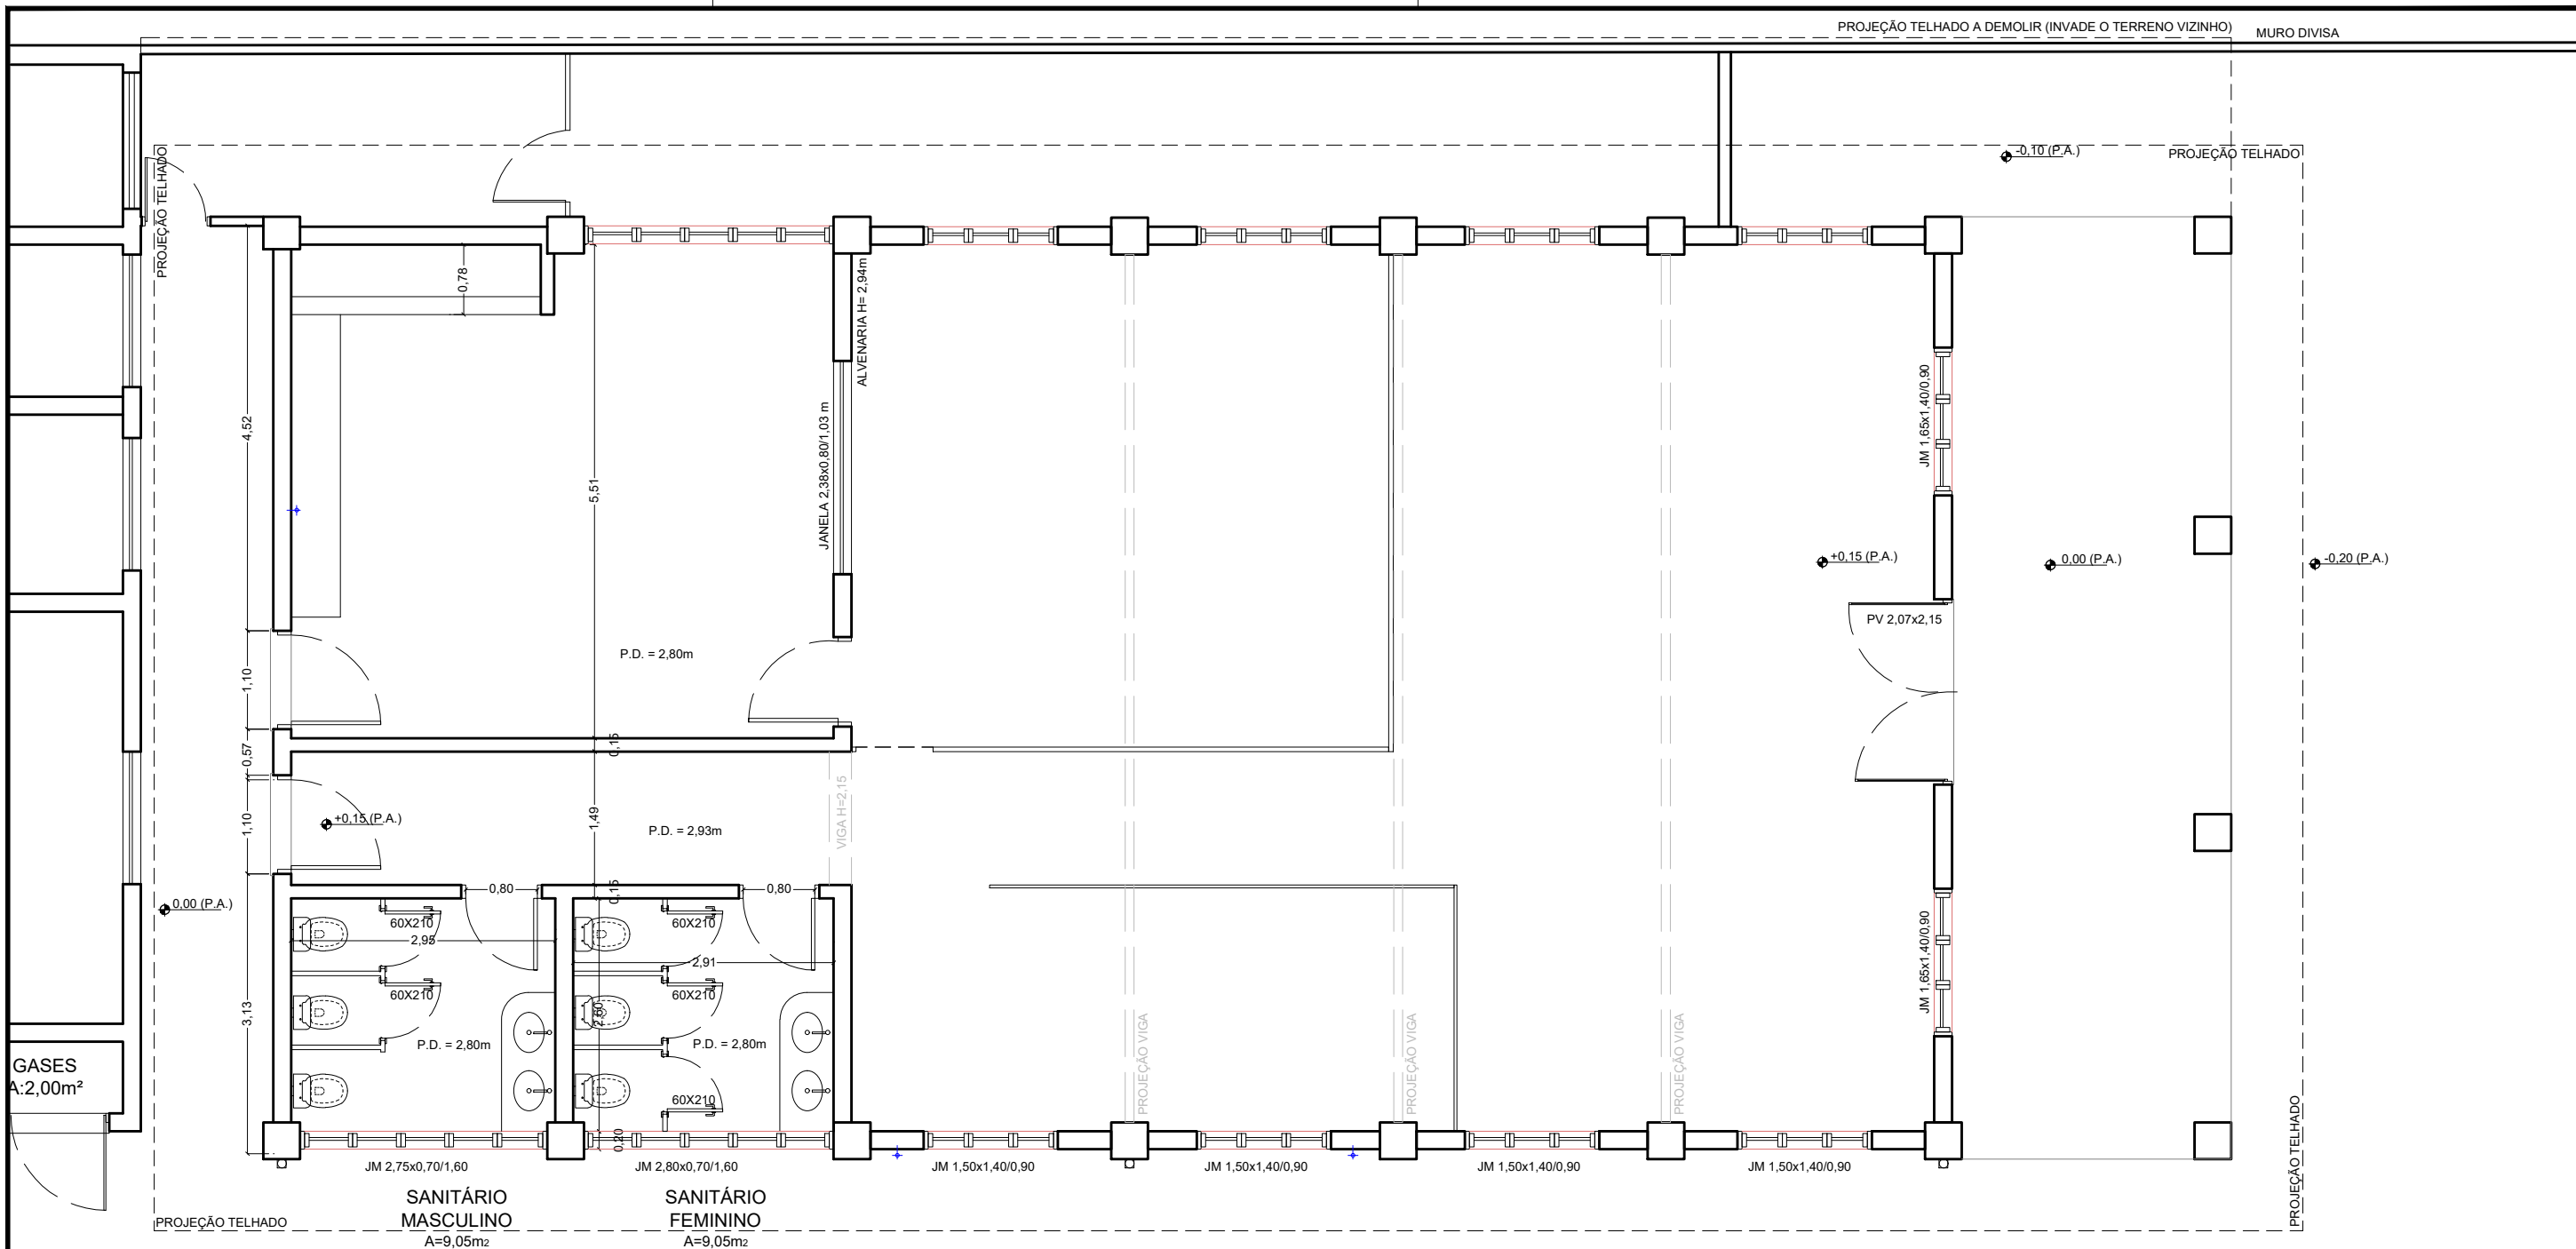 PROJEÇÃO TELHADO A DEMOLIR (INVADE O TERRENO VIZINHO)
MURO DIVISA
-0,10 (P.A.)
PROJEÇÃO TELHADO
PROJEÇÃO TELHADO
0,78
ALVENARIA H= 2,94m
4,52
5,51
JANELA 2,38x0,80/1,03 m
JM 1,65x1,40/0,90
+0,15 (P.A.)
0,00 (P.A.)
-0,20 (P.A.)
PV 2,07x2,15
P.D. = 2,80m
1,10
0,57
0,15
1,10
+0,15 (P.A.)
1,49
P.D. = 2,93m
VIGA H=2,15
0,00 (P.A.)
0,80
0,15
0,80
60X210
60X210
2,95
2,91
60X210
60X210
3,13
2,60
P.D. = 2,80m
P.D. = 2,80m
60X210
JM 1,65x1,40/0,90
PROJEÇÃO VIGA
PROJEÇÃO VIGA
PROJEÇÃO VIGA
GASES
A:2,00m²
0,20
JM 2,75x0,70/1,60
JM 2,80x0,70/1,60
JM 1,50x1,40/0,90
JM 1,50x1,40/0,90
JM 1,50x1,40/0,90
JM 1,50x1,40/0,90
PROJEÇÃO TELHADO
SANITÁRIO
MASCULINO
A=9,05m2
SANITÁRIO
FEMININO
A=9,05m2
PROJEÇÃO TELHADO